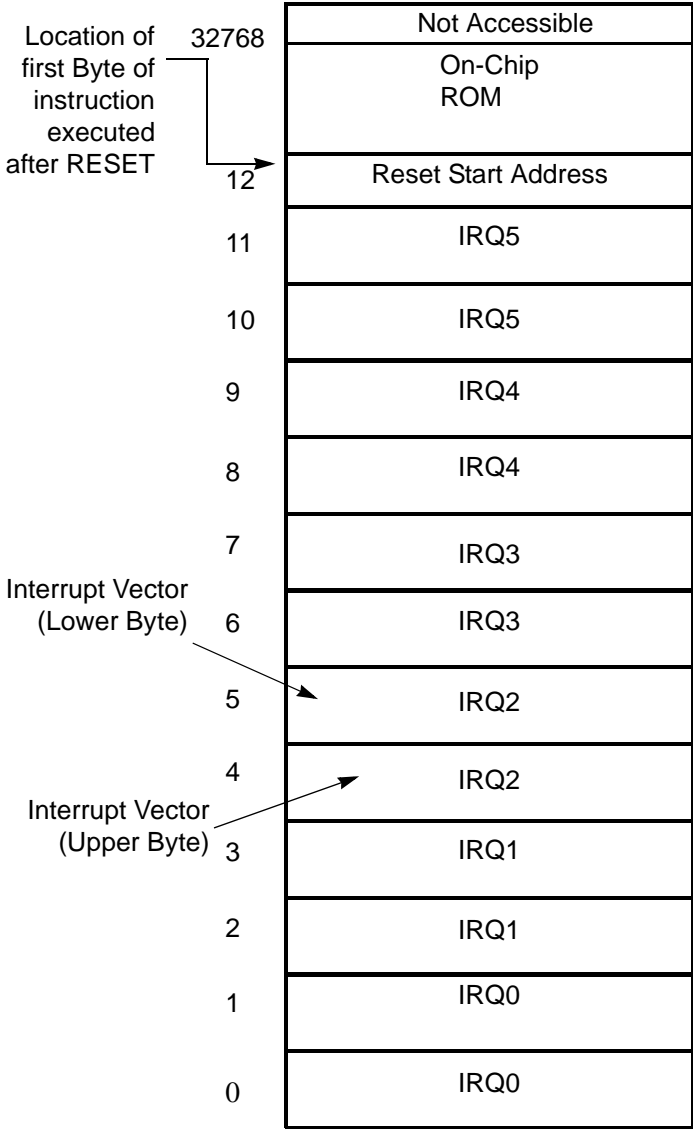 Location of
first Byte of
instruction
executed
after RESET
32768
Not Accessible
On-Chip
ROM
12
Reset Start Address
11
IRQ5
10
IRQ5
9
IRQ4
8
IRQ4
7
IRQ3
Interrupt Vector
(Lower Byte)
6
IRQ3
5
IRQ2
4
IRQ2
Interrupt Vector
(Upper Byte)
3
IRQ1
2
IRQ1
1
IRQ0
0
IRQ0